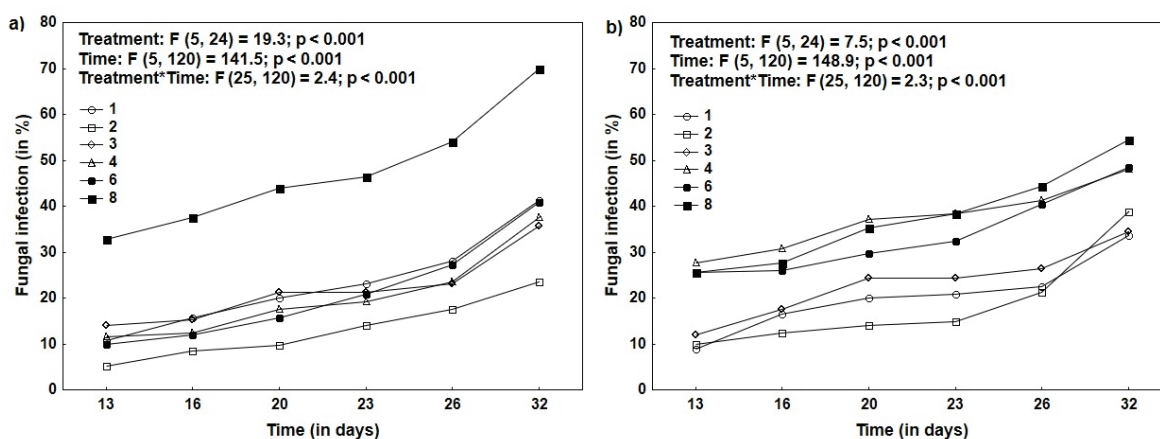 a)
Treatment: F (5, 24) = 19.3; p < 0.001
Time: F (5, 120) = 141.5; p < 0.001
Treatment*Time: F (25, 120) = 2.4; p < 0.001
1
2
3
4
6
8
Fungal infection (in %)
80
70
60
50
40
30
20
10
0
13 16 20 23 26 32
Time (in days)
b)
Treatment: F (5, 24) = 7.5; p < 0.001
Time: F (5, 120) = 148.9; p < 0.001
Treatment*Time: F (25, 120) = 2.3; p < 0.001
1
2
3
4
6
8
Fungal infection (in %)
80
70
60
50
40
30
20
10
0
13 16 20 23 26 32
Time (in days)